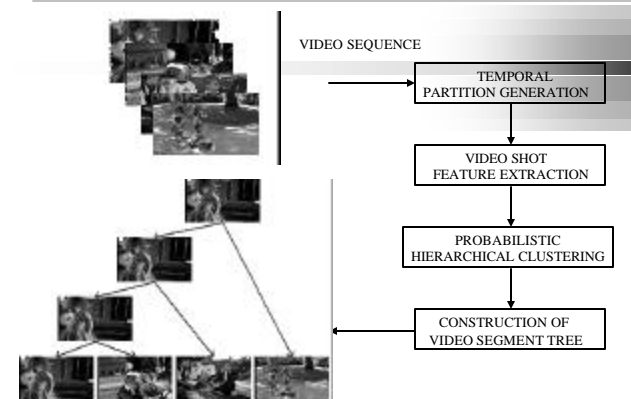 VIDEO SEQUENCE
TEMPORAL
PARTITION GENERATION
VIDEO SHOT
FEATURE EXTRACTION
PROBABILISTIC
HIERARCHICAL CLUSTERING
CONSTRUCTION OF
VIDEO SEGMENT TREE